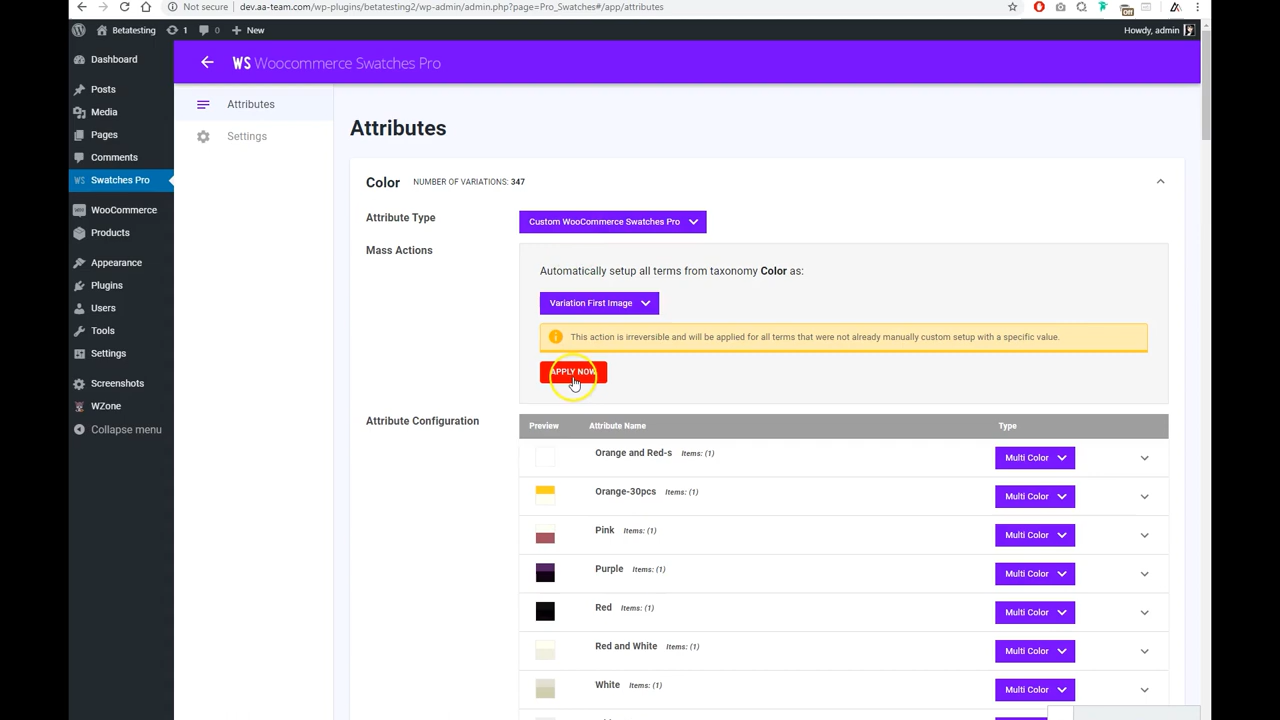 Not secure dev.aa-team.com/wp-plugins/betatesting2/wp-admin/admin.php?page=Pro_Swatches#/app/attributes
Off
Betatesting 1 0 New
Howdy, admin
Dashboard
Posts
Media
Pages
Comments
WS Swatches Pro
WooCommerce
Products
Appearance
Plugins
Users
Tools
Settings
Screenshots
WZone
Collapse menu
WS Woocommerce Swatches Pro
Attributes
Settings
Attributes
Color NUMBER OF VARIATIONS: 347
Attribute Type Custom WooCommerce Swatches Pro
Mass Actions
Automatically setup all terms from taxonomy Color as:
Variation First Image
This action is irreversible and will be applied for all terms that were not already manually custom setup with a specific value.
APPLY NOW
Attribute Configuration
Preview Attribute Name Type
Orange and Red-s Items: (1) Multi Color
Orange-30pcs Items: (1) Multi Color
Pink Items: (1) Multi Color
Purple Items: (1) Multi Color
Red Items: (1) Multi Color
Red and White Items: (1) Multi Color
White Items: (1) Multi Color